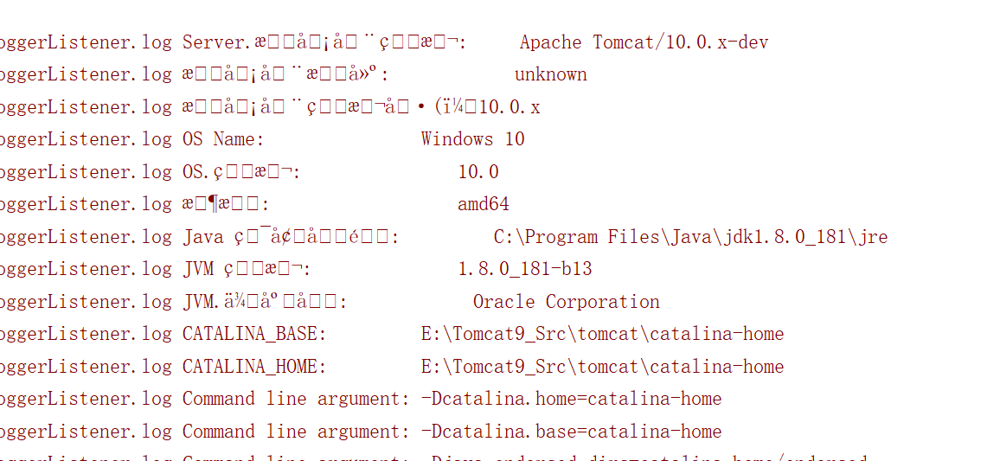 oggerListener.log Server.æ□□å□¡å□¨ç□□æ□¬: Apache Tomcat/10.0.x-dev
oggerListener.log æ□□å□¡å□¨æ□□å»º: unknown
oggerListener.log æ□□å□¡å□¨ç□□æ□¬å□·(ï¼□10.0.x
oggerListener.log OS Name: Windows 10
oggerListener.log OS.ç□□æ□¬: 10.0
oggerListener.log æ□¶æ□□: amd64
oggerListener.log Java ç□¯å¢□å□□é□□: C:\Program Files\Java\jdk1.8.0_181\jre
oggerListener.log JVM ç□□æ□¬: 1.8.0_181-b13
oggerListener.log JVM.ä¾□åº□å□□: Oracle Corporation
oggerListener.log CATALINA_BASE: E:\Tomcat9_Src\tomcat\catalina-home
oggerListener.log CATALINA_HOME: E:\Tomcat9_Src\tomcat\catalina-home
oggerListener.log Command line argument: -Dcatalina.home=catalina-home
oggerListener.log Command line argument: -Dcatalina.base=catalina-home